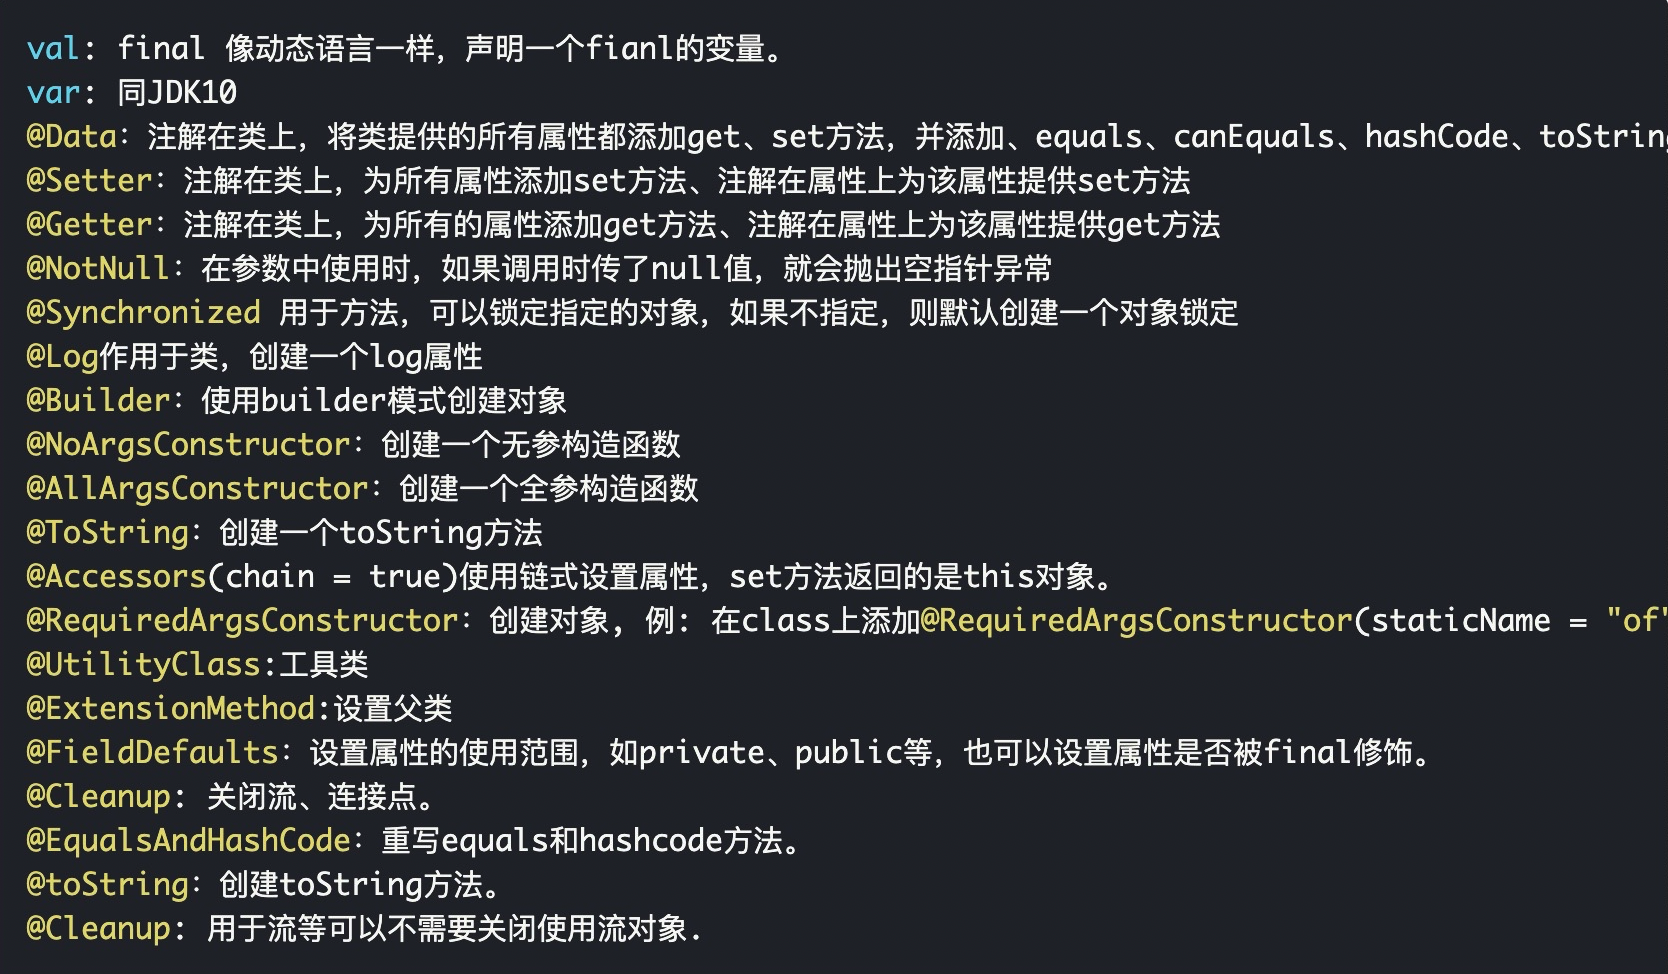 val: final 像动态语言一样，声明一个fianl的变量。
var: 同JDK10
@Data：注解在类上，将类提供的所有属性都添加get、set方法，并添加、equals、canEquals、hashCode、toString
@Setter：注解在类上，为所有属性添加set方法、注解在属性上为该属性提供set方法
@Getter：注解在类上，为所有的属性添加get方法、注解在属性上为该属性提供get方法
@NotNull：在参数中使用时，如果调用时传了null值，就会抛出空指针异常
@Synchronized 用于方法，可以锁定指定的对象，如果不指定，则默认创建一个对象锁定
@Log作用于类，创建一个log属性
@Builder：使用builder模式创建对象
@NoArgsConstructor：创建一个无参构造函数
@AllArgsConstructor：创建一个全参构造函数
@ToString：创建一个toString方法
@Accessors(chain = true)使用链式设置属性，set方法返回的是this对象。
@RequiredArgsConstructor：创建对象, 例: 在class上添加@RequiredArgsConstructor(staticName = "of"
@UtilityClass:工具类
@ExtensionMethod:设置父类
@FieldDefaults：设置属性的使用范围，如private、public等，也可以设置属性是否被final修饰。
@Cleanup: 关闭流、连接点。
@EqualsAndHashCode：重写equals和hashcode方法。
@toString：创建toString方法。
@Cleanup: 用于流等可以不需要关闭使用流对象.